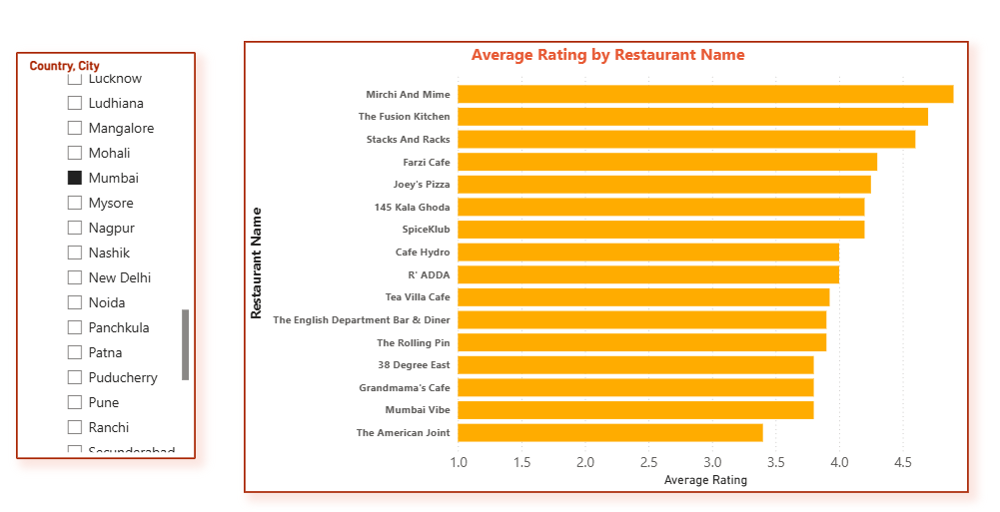 Country, City
Lucknow
Ludhiana
Mangalore
Mohali
Mumbai
Mysore
Nagpur
Nashik
New Delhi
Noida
Panchkula
Patna
Puducherry
Pune
Ranchi
Secunderabad
Average Rating by Restaurant Name
Restaurant Name
Mirchi And Mime
The Fusion Kitchen
Stacks And Racks
Farzi Cafe
Joey's Pizza
145 Kala Ghoda
SpiceKlub
Cafe Hydro
R' ADDA
Tea Villa Cafe
The English Department Bar & Diner
The Rolling Pin
38 Degree East
Grandmama's Cafe
Mumbai Vibe
The American Joint
1.0 1.5 2.0 2.5 3.0 3.5 4.0 4.5
Average Rating